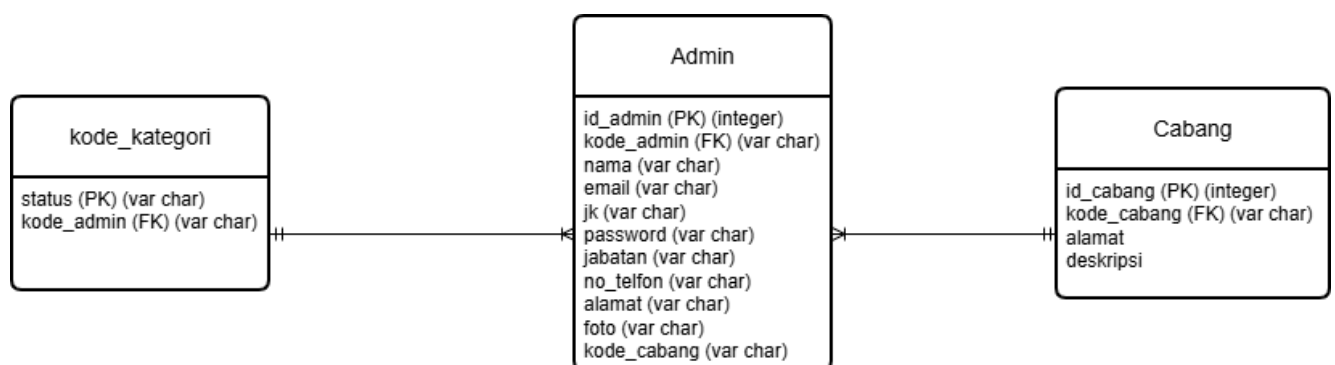 kode_kategori
status (PK) (var char)
kode_admin (FK) (var char)
Admin
id_admin (PK) (integer)
kode_admin (FK) (var char)
nama (var char)
email (var char)
jk (var char)
password (var char)
jabatan (var char)
no_telfon (var char)
alamat (var char)
foto (var char)
kode_cabang (var char)
Cabang
id_cabang (PK) (integer)
kode_cabang (FK) (var char)
alamat
deskripsi